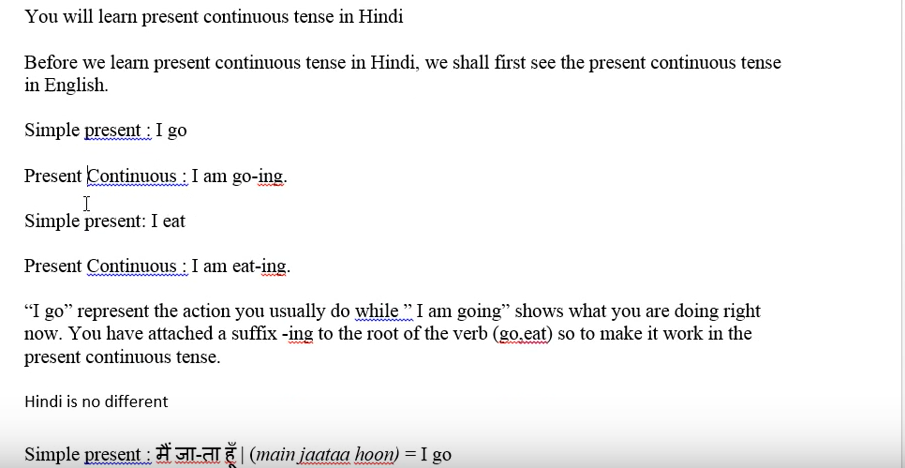 You will learn present continuous tense in Hindi
Before we learn present continuous tense in Hindi, we shall first see the present continuous tense
in English.
Simple present : I go
Present Continuous : I am go-ing.
Simple present: I eat
Present Continuous : I am eat-ing.
“I go” represent the action you usually do while ” I am going” shows what you are doing right
now. You have attached a suffix -ing to the root of the verb (go,eat) so to make it work in the
present continuous tense.
Hindi is no different
Simple present : मैं जा-ता हूँ | (main jaataa hoon) = I go